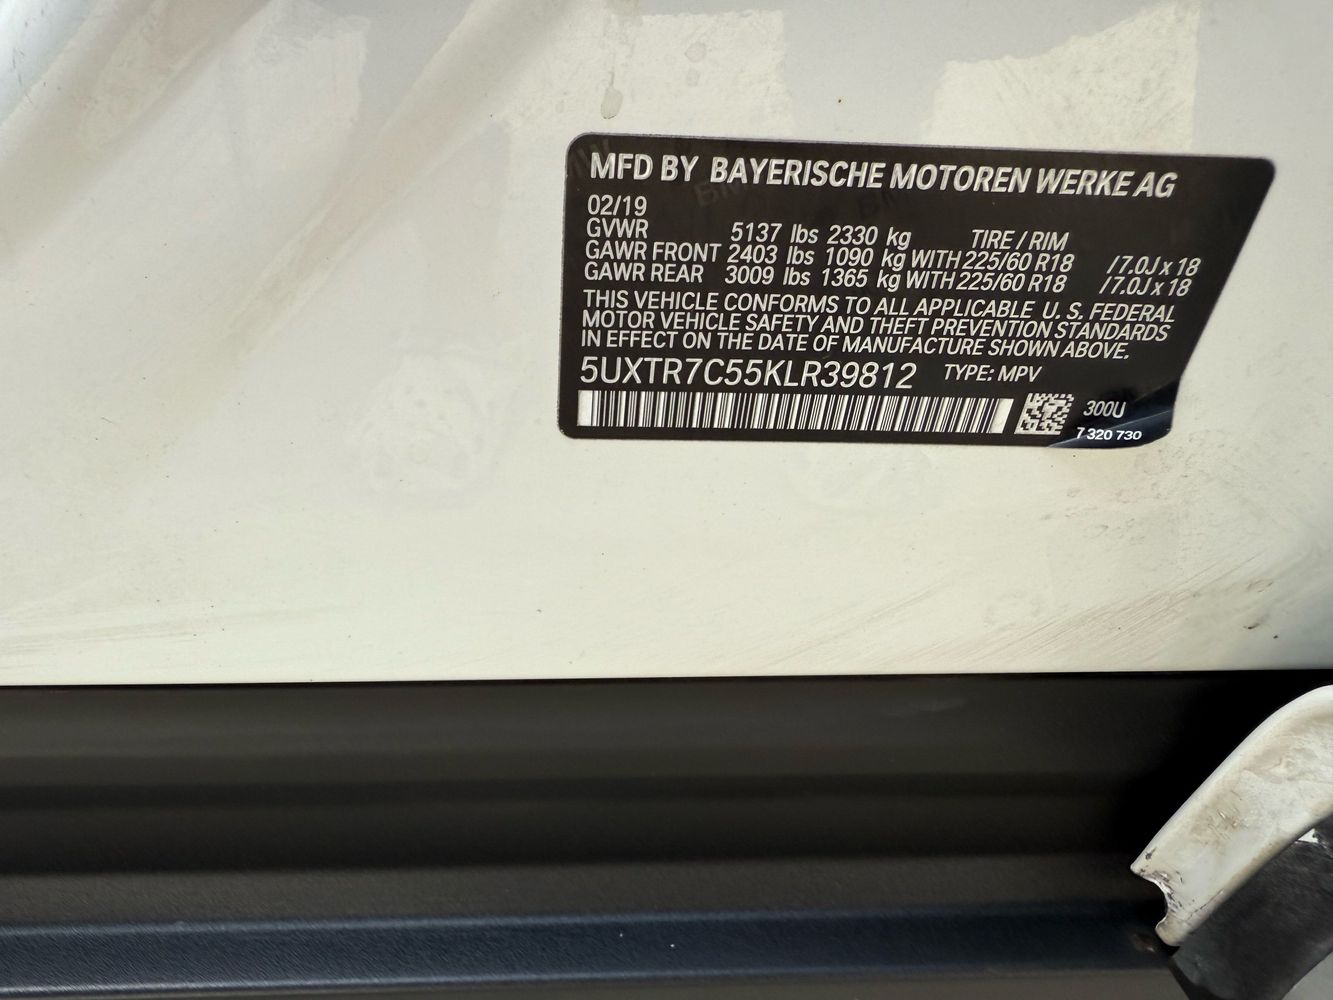 MFD BY BAYERISCHE MOTOREN WERKE AG
02/19
GVWR 5137 lbs 2330 kg TIRE / RIM
GAWR FRONT 2403 lbs 1090 kg WITH 225/60 R18 / 7.0J x 18
GAWR REAR 3009 lbs 1365 kg WITH 225/60 R18 / 7.0J x 18
THIS VEHICLE CONFORMS TO ALL APPLICABLE U. S. FEDERAL
MOTOR VEHICLE SAFETY AND THEFT PREVENTION STANDARDS
IN EFFECT ON THE DATE OF MANUFACTURE SHOWN ABOVE.
5UXTR7C55KLR39812 TYPE: MPV
300U
7 320 730